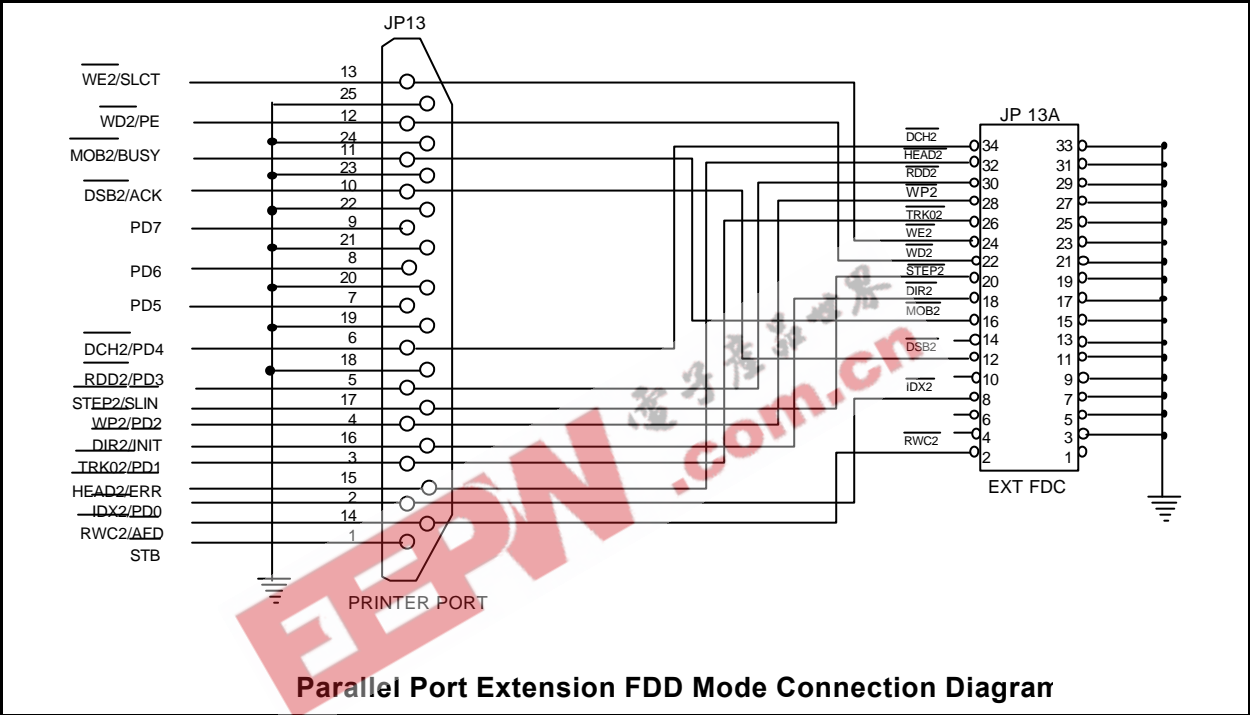 JP13
WE2/SLCT
WD2/PE
MOB2/BUSY
DSB2/ACK
PD7
PD6
PD5
DCH2/PD4
RDD2/PD3
STEP2/SLIN
WP2/PD2
DIR2/INIT
TRK02/PD1
HEAD2/ERR
IDX2/PD0
RWC2/AFD
STB
13
25
12
24
11
23
10
22
9
21
8
20
7
19
6
18
5
17
4
16
3
15
2
14
1
PRINTER PORT
JP 13A
DCH2
HEAD2
RDD2
WP2
TRK02
WE2
WD2
STEP2
DIR2
MOB2
DSB2
IDX2
RWC2
34 33
32 31
30 29
28 27
26 25
24 23
22 21
20 19
18 17
16 15
14 13
12 11
10 9
8 7
6 5
4 3
2 1
EXT FDC
EEPW
.com.cn
電子產品世界
Parallel Port Extension FDD Mode Connection Diagram